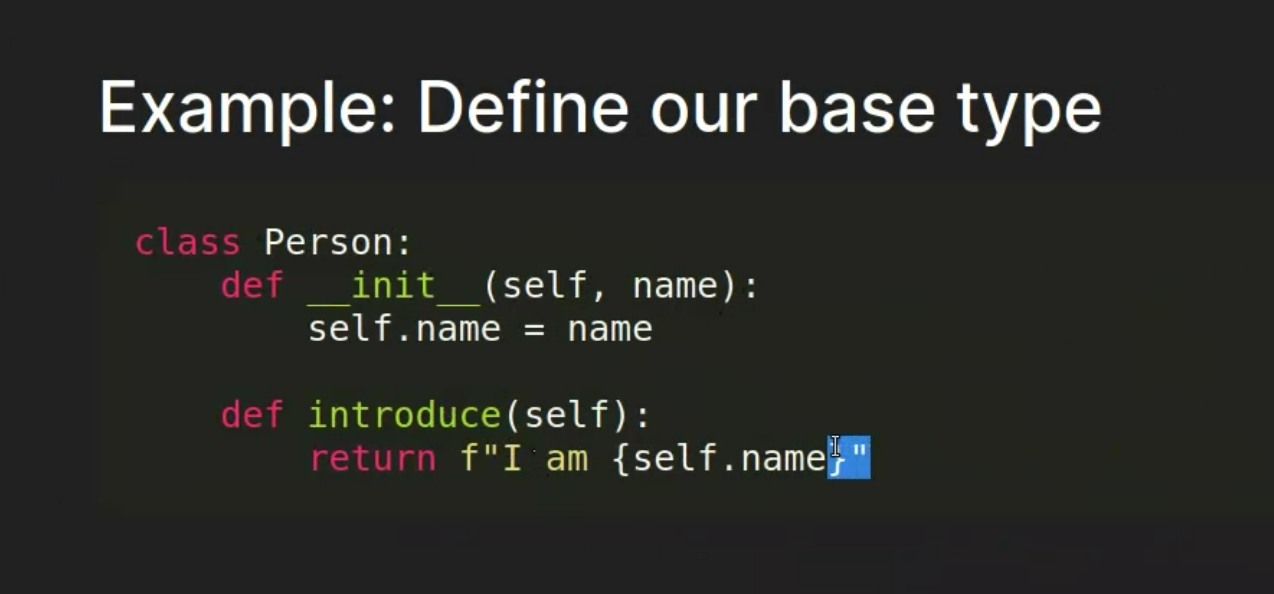 Example: Define our base type
class Person:
    def __init__(self, name):
        self.name = name
    def introduce(self):
        return f"I am {self.name}"